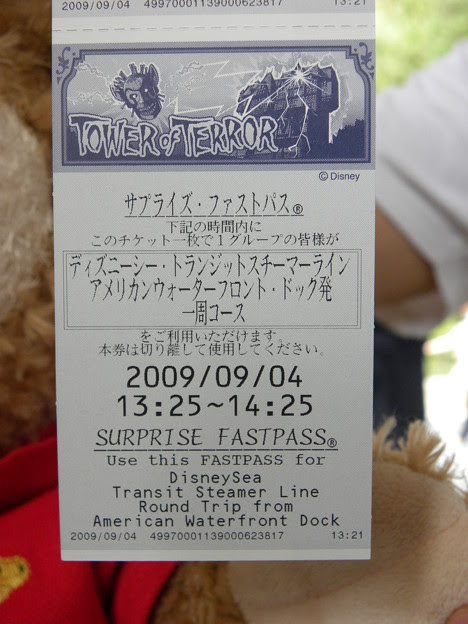 2009/09/04 49970001139000623817 13:21
TOWER of TERROR
© Disney
サプライズ・ファストパス®
下記の時間内に
このチケット一枚で1グループの皆様が
ディズニーシー・トランジットスチーマーライン
アメリカンウォーターフロント・ドック発
一周コース
をご利用いただけます。
本券は切り離して使用してください。
2009/09/04
13:25~14:25
SURPRISE FASTPASS®
Use this FASTPASS for
DisneySea
Transit Steamer Line
Round Trip from
American Waterfront Dock
2009/09/04 49970001139000623817 13:21